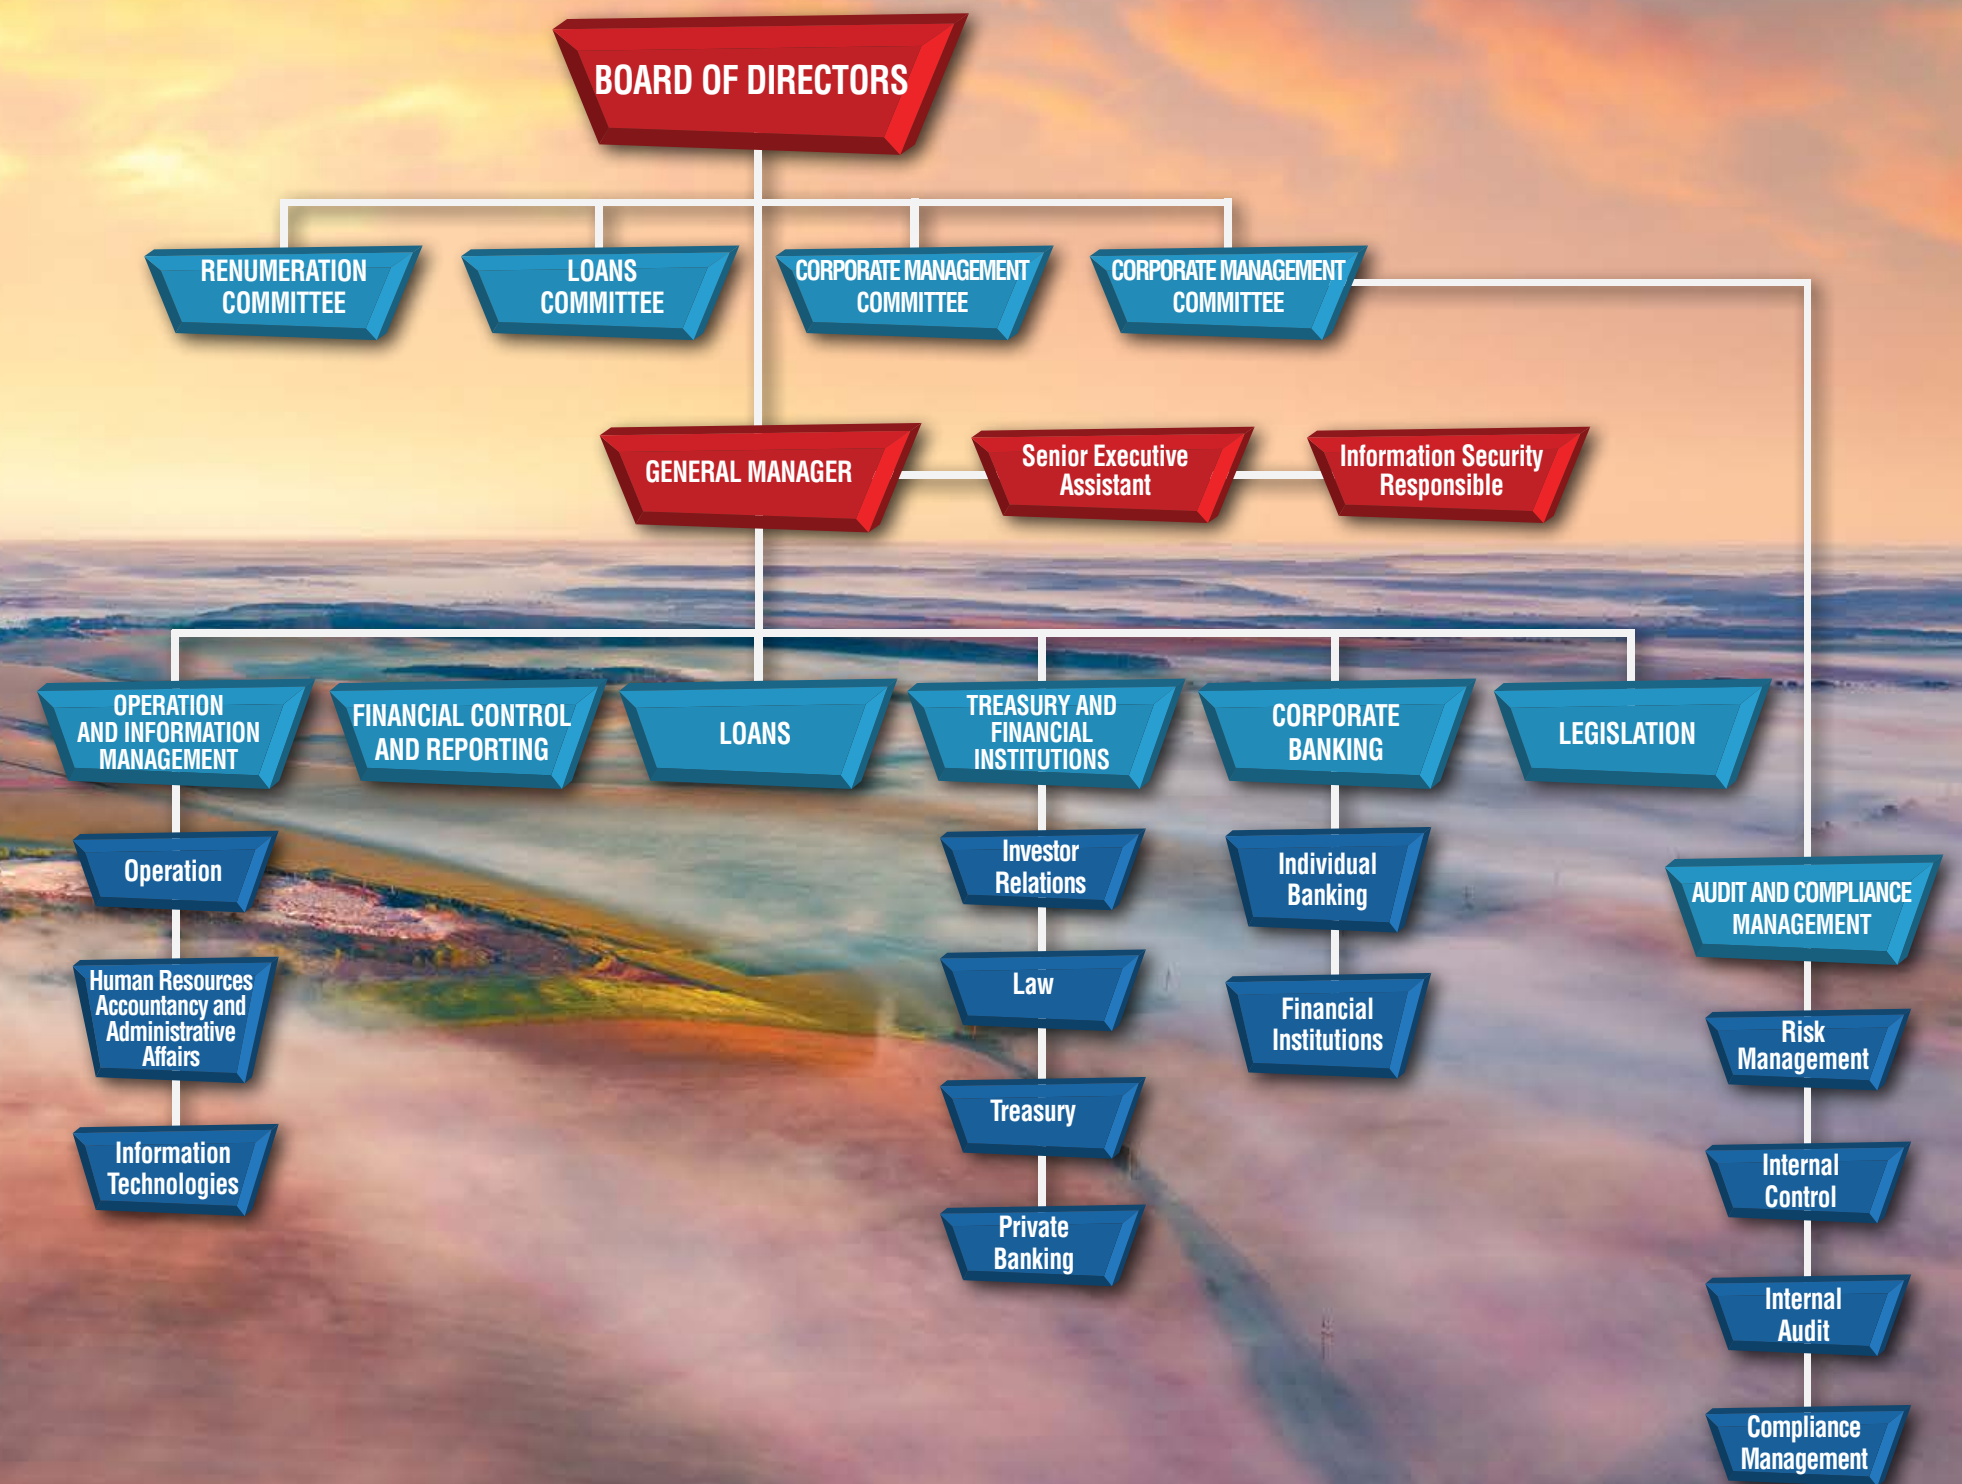 BOARD OF DIRECTORS
RENUMERATION
COMMITTEE
LOANS
COMMITTEE
CORPORATE MANAGEMENT
COMMITTEE
CORPORATE MANAGEMENT
COMMITTEE
GENERAL MANAGER
Senior Executive
Assistant
Information Security
Responsible
OPERATION
AND INFORMATION
MANAGEMENT
FINANCIAL CONTROL
AND REPORTING
LOANS
TREASURY AND
FINANCIAL
INSTITUTIONS
CORPORATE
BANKING
LEGISLATION
Operation
Human Resources
Accountancy and
Administrative
Affairs
Information
Technologies
Investor
Relations
Law
Treasury
Private
Banking
Individual
Banking
Financial
Institutions
AUDIT AND COMPLIANCE
MANAGEMENT
Risk
Management
Internal
Control
Internal
Audit
Compliance
Management